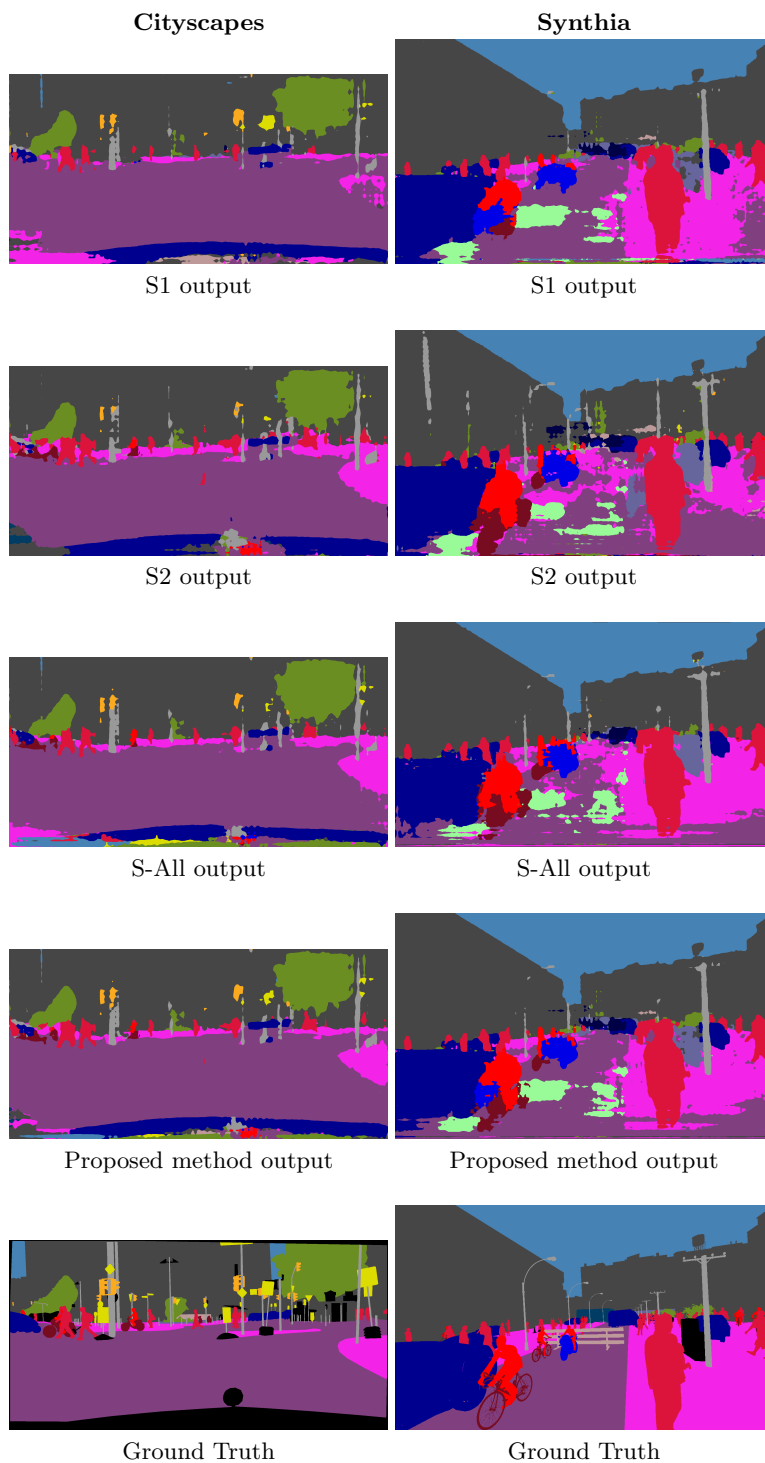 Cityscapes
Synthia
S1 output
S1 output
S2 output
S2 output
S-All output
S-All output
Proposed method output
Proposed method output
Ground Truth
Ground Truth